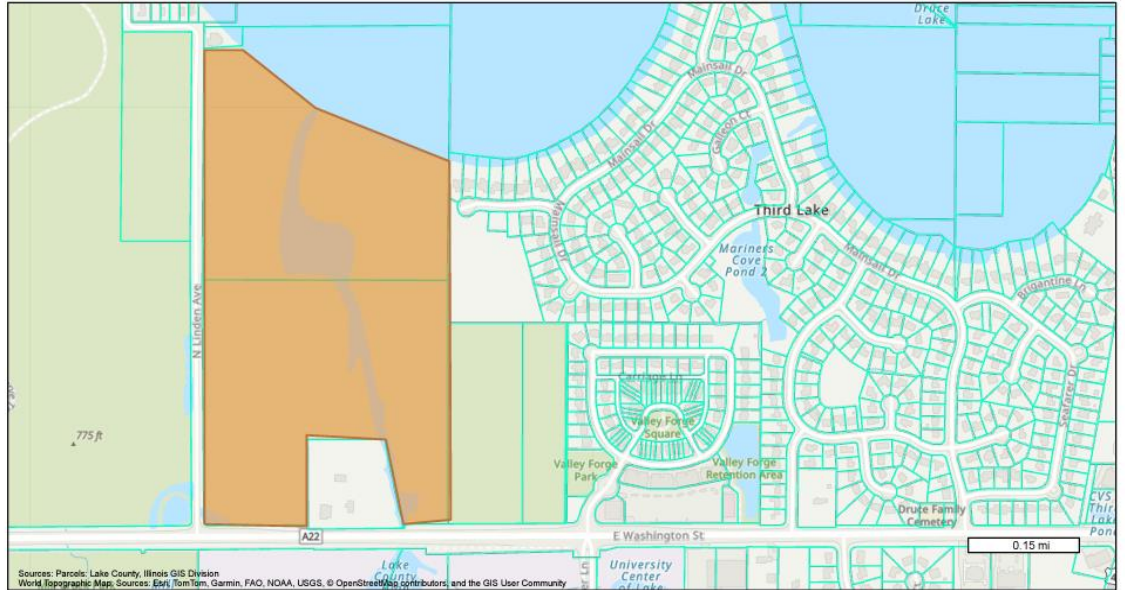 Druce
Lake
Mainsail Dr
Galleon Ct
Mainsail Dr
Third Lake
Mainsail Dr
Mariners
Cove
Pond 2
Mainsail Dr
Brigantine Ln
N Linden Ave
Carriage Ln
Seafarer Dr
775 ft
Valley Forge
Square
Valley Forge
Park
Valley Forge
Retention Area
Druce Family
Cemetery
CVS
Third
Lake
Pond
A22
E Washington St
0.15 mi
Lake
County
University
Center
of Lake
Sources: Parcels: Lake County, Illinois GIS Division
World Topographic Map: Sources: Esri, TomTom, Garmin, FAO, NOAA, USGS, © OpenStreetMap contributors, and the GIS User Community